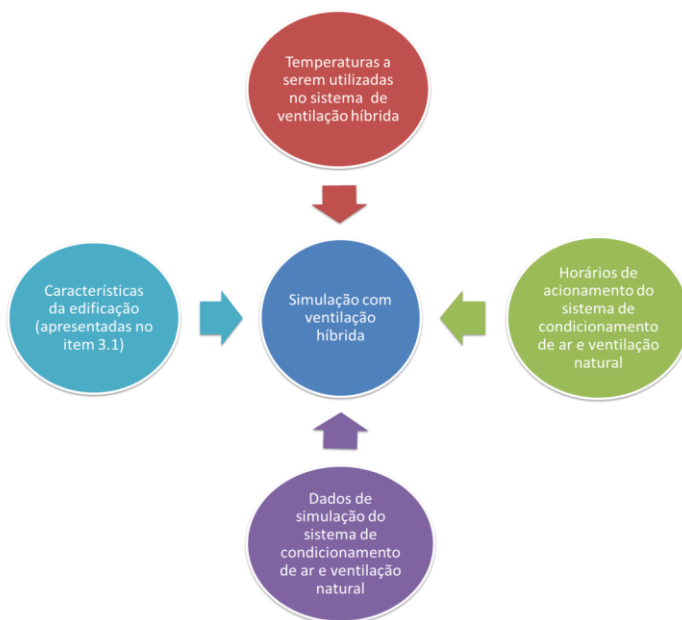 Temperaturas a
serem utilizadas
no sistema de
ventilação híbrida
Características
da edificação
(apresentadas no
item 3.1)
Simulação com
ventilação
híbrida
Horários de
acionamento do
sistema de
condicionamento
de ar e ventilação
natural
Dados de
simulação do
sistema de
condicionamento
de ar e ventilação
natural